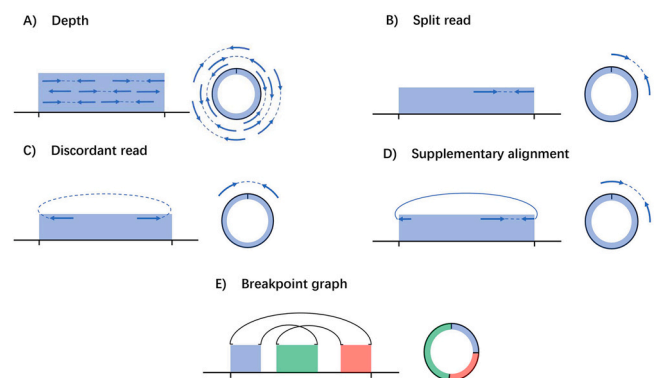 A) Depth
B) Split read
C) Discordant read
D) Supplementary alignment
E) Breakpoint graph